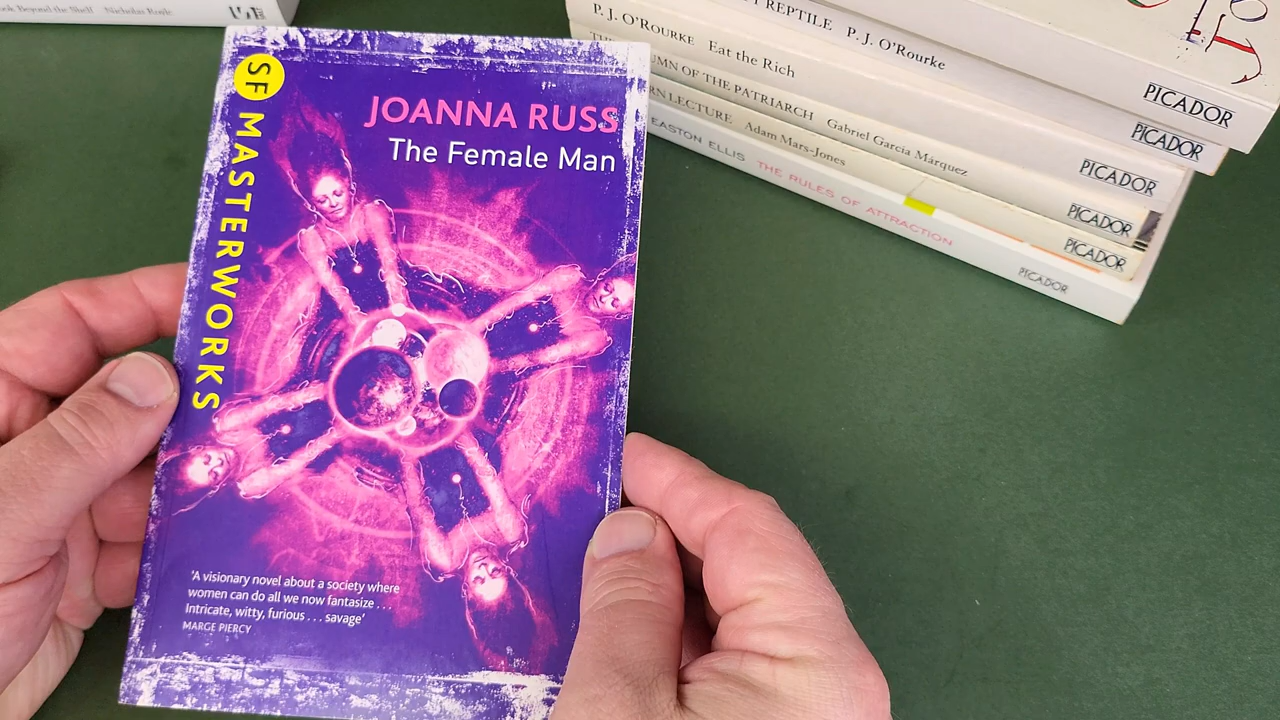 ok Beyond the Shelf Nicholas Royle
SF MASTERWORKS
JOANNA RUSS
The Female Man
'A visionary novel about a society where
women can do all we now fantasize . . .
Intricate, witty, furious . . . savage'
MARGE PIERCY
REPTILE P. J. O'Rourke PICADOR
P. J. O'ROURKE Eat the Rich PICADOR
UMN OF THE PATRIARCH Gabriel García Márquez PICADOR
RN LECTURE Adam Mars-Jones PICADOR
EASTON ELLIS THE RULES OF ATTRACTION PICADOR